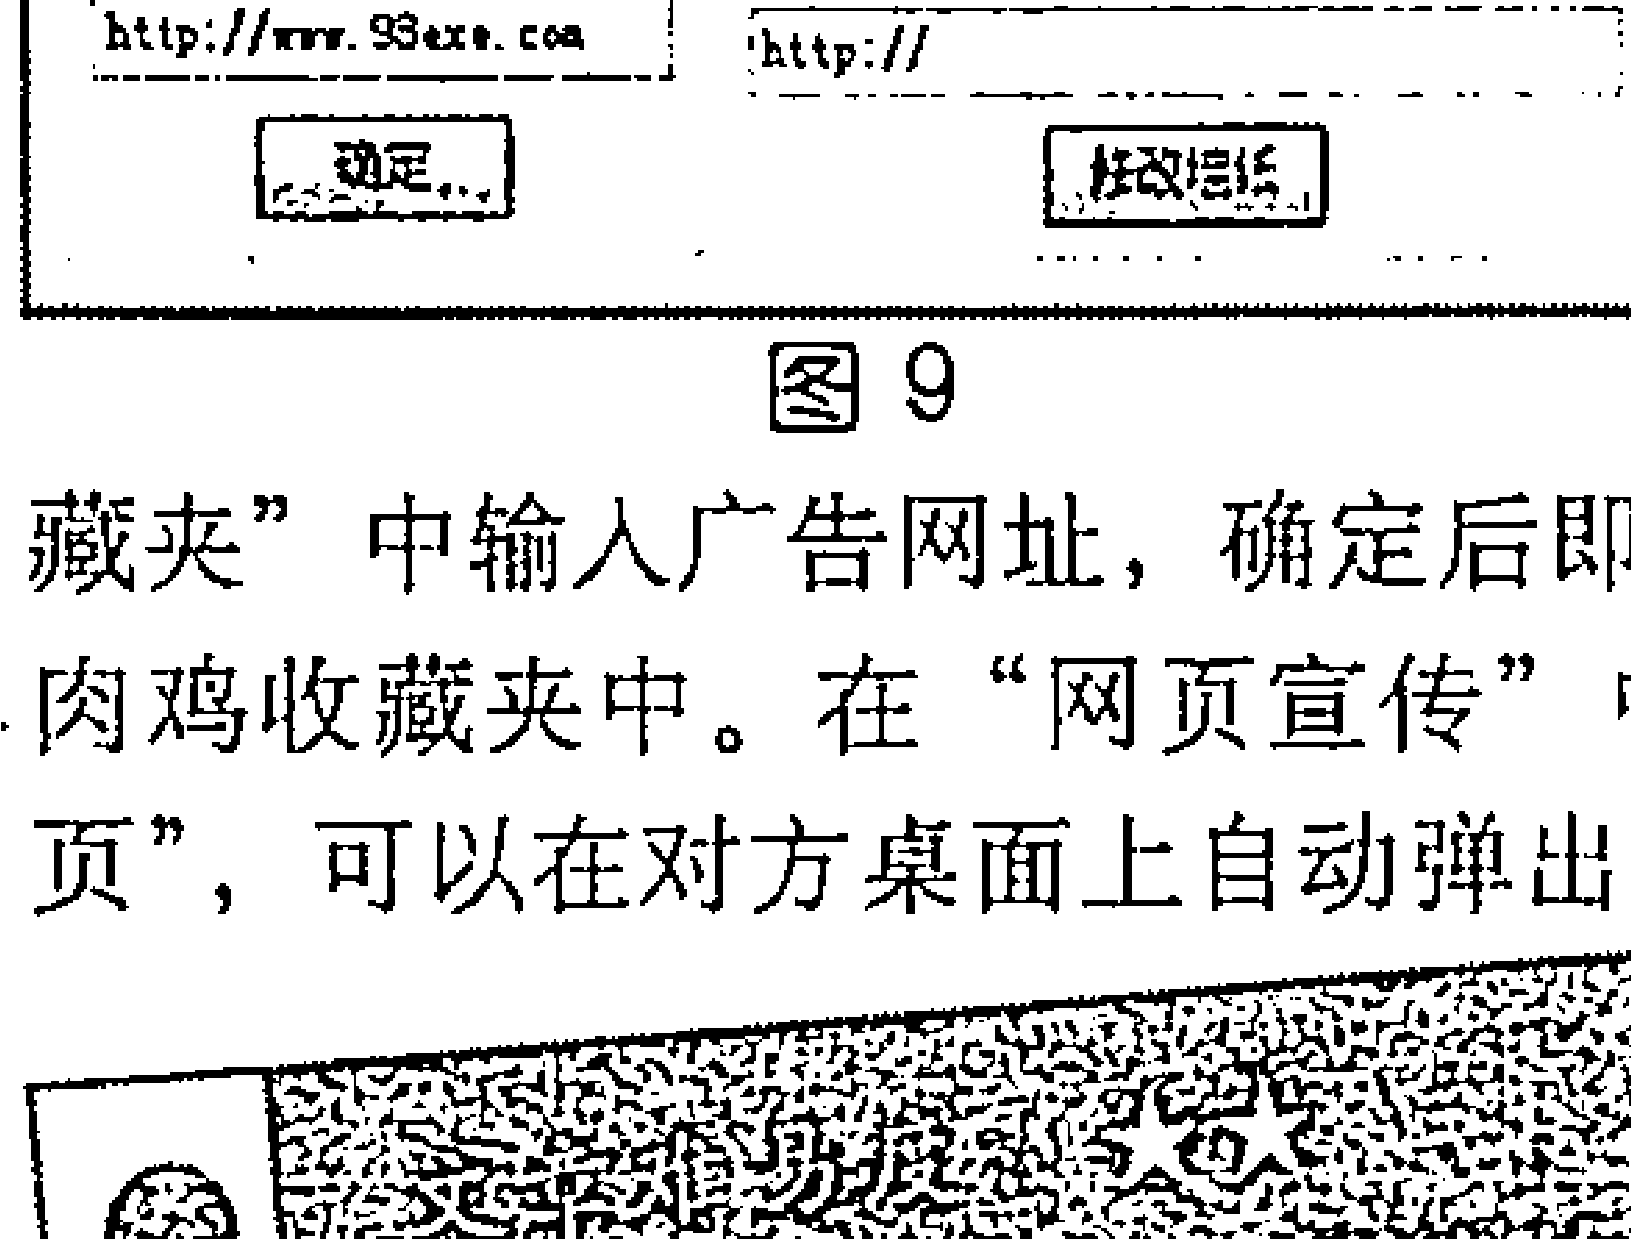 http://www.93exe.com
http://
确定
修改信息
图 9
藏夹” 中输入广告网址，确定后即
肉鸡收藏夹中。在 “网页宣传”
页”，可以在对方桌面上自动弹出